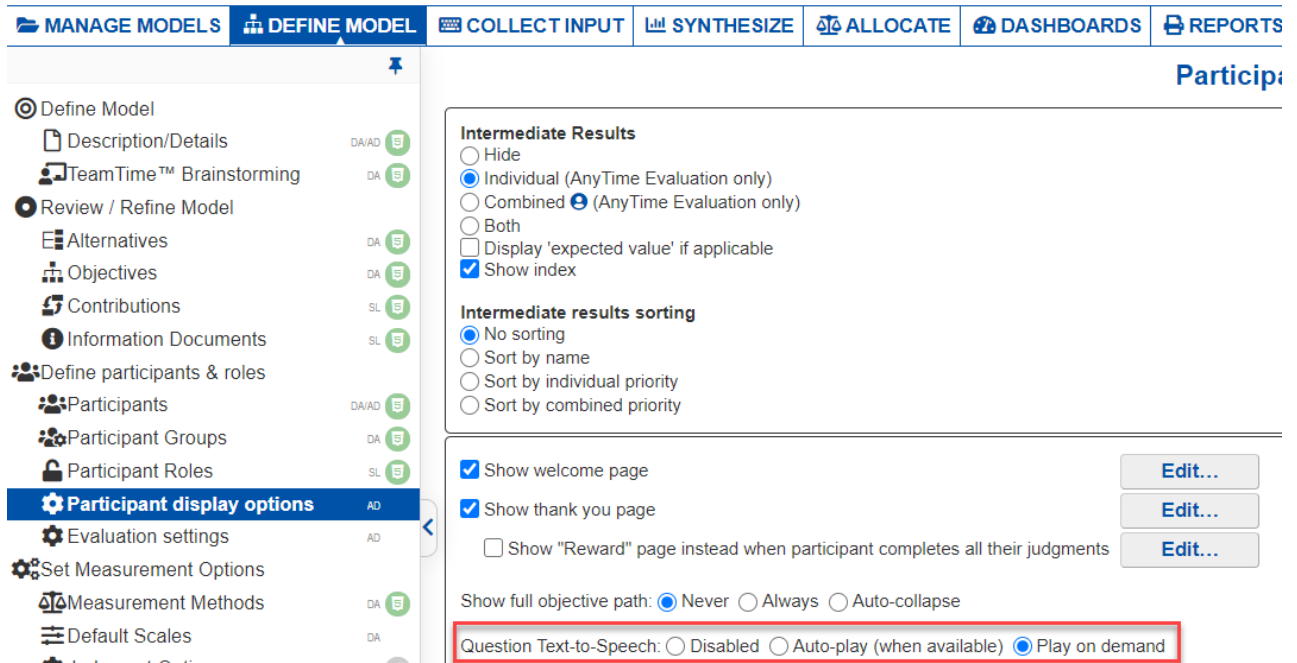 MANAGE MODELS DEFINE MODEL COLLECT INPUT SYNTHESIZE ALLOCATE DASHBOARDS REPORTS
Define Model
Description/Details DA/AD
TeamTime™ Brainstorming DA
Review / Refine Model
Alternatives DA
Objectives DA
Contributions SL
Information Documents SL
Define participants & roles
Participants DA/AD
Participant Groups DA
Participant Roles SL
Participant display options AD
Evaluation settings AD
Set Measurement Options
Measurement Methods DA
Default Scales DA
Intermediate Results
Hide
Individual (AnyTime Evaluation only)
Combined (AnyTime Evaluation only)
Both
Display 'expected value' if applicable
Show index
Intermediate results sorting
No sorting
Sort by name
Sort by individual priority
Sort by combined priority
Show welcome page Edit...
Show thank you page Edit...
Show "Reward" page instead when participant completes all their judgments Edit...
Show full objective path: Never Always Auto-collapse
Question Text-to-Speech: Disabled Auto-play (when available) Play on demand